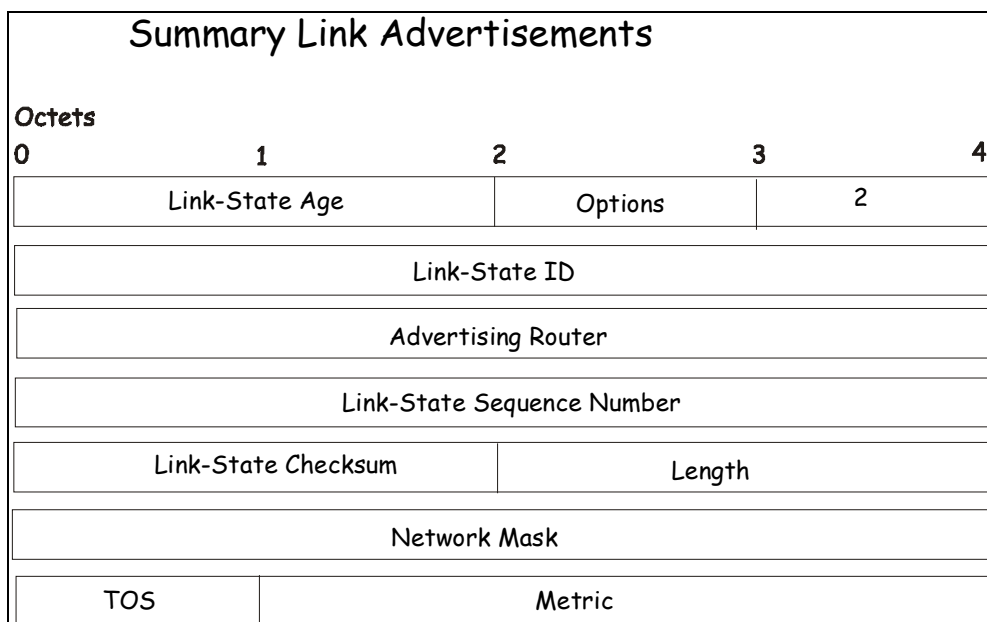 Summary Link Advertisements
Octets
0 1 2 3 4
Link-State Age Options 2
Link-State ID
Advertising Router
Link-State Sequence Number
Link-State Checksum Length
Network Mask
TOS Metric